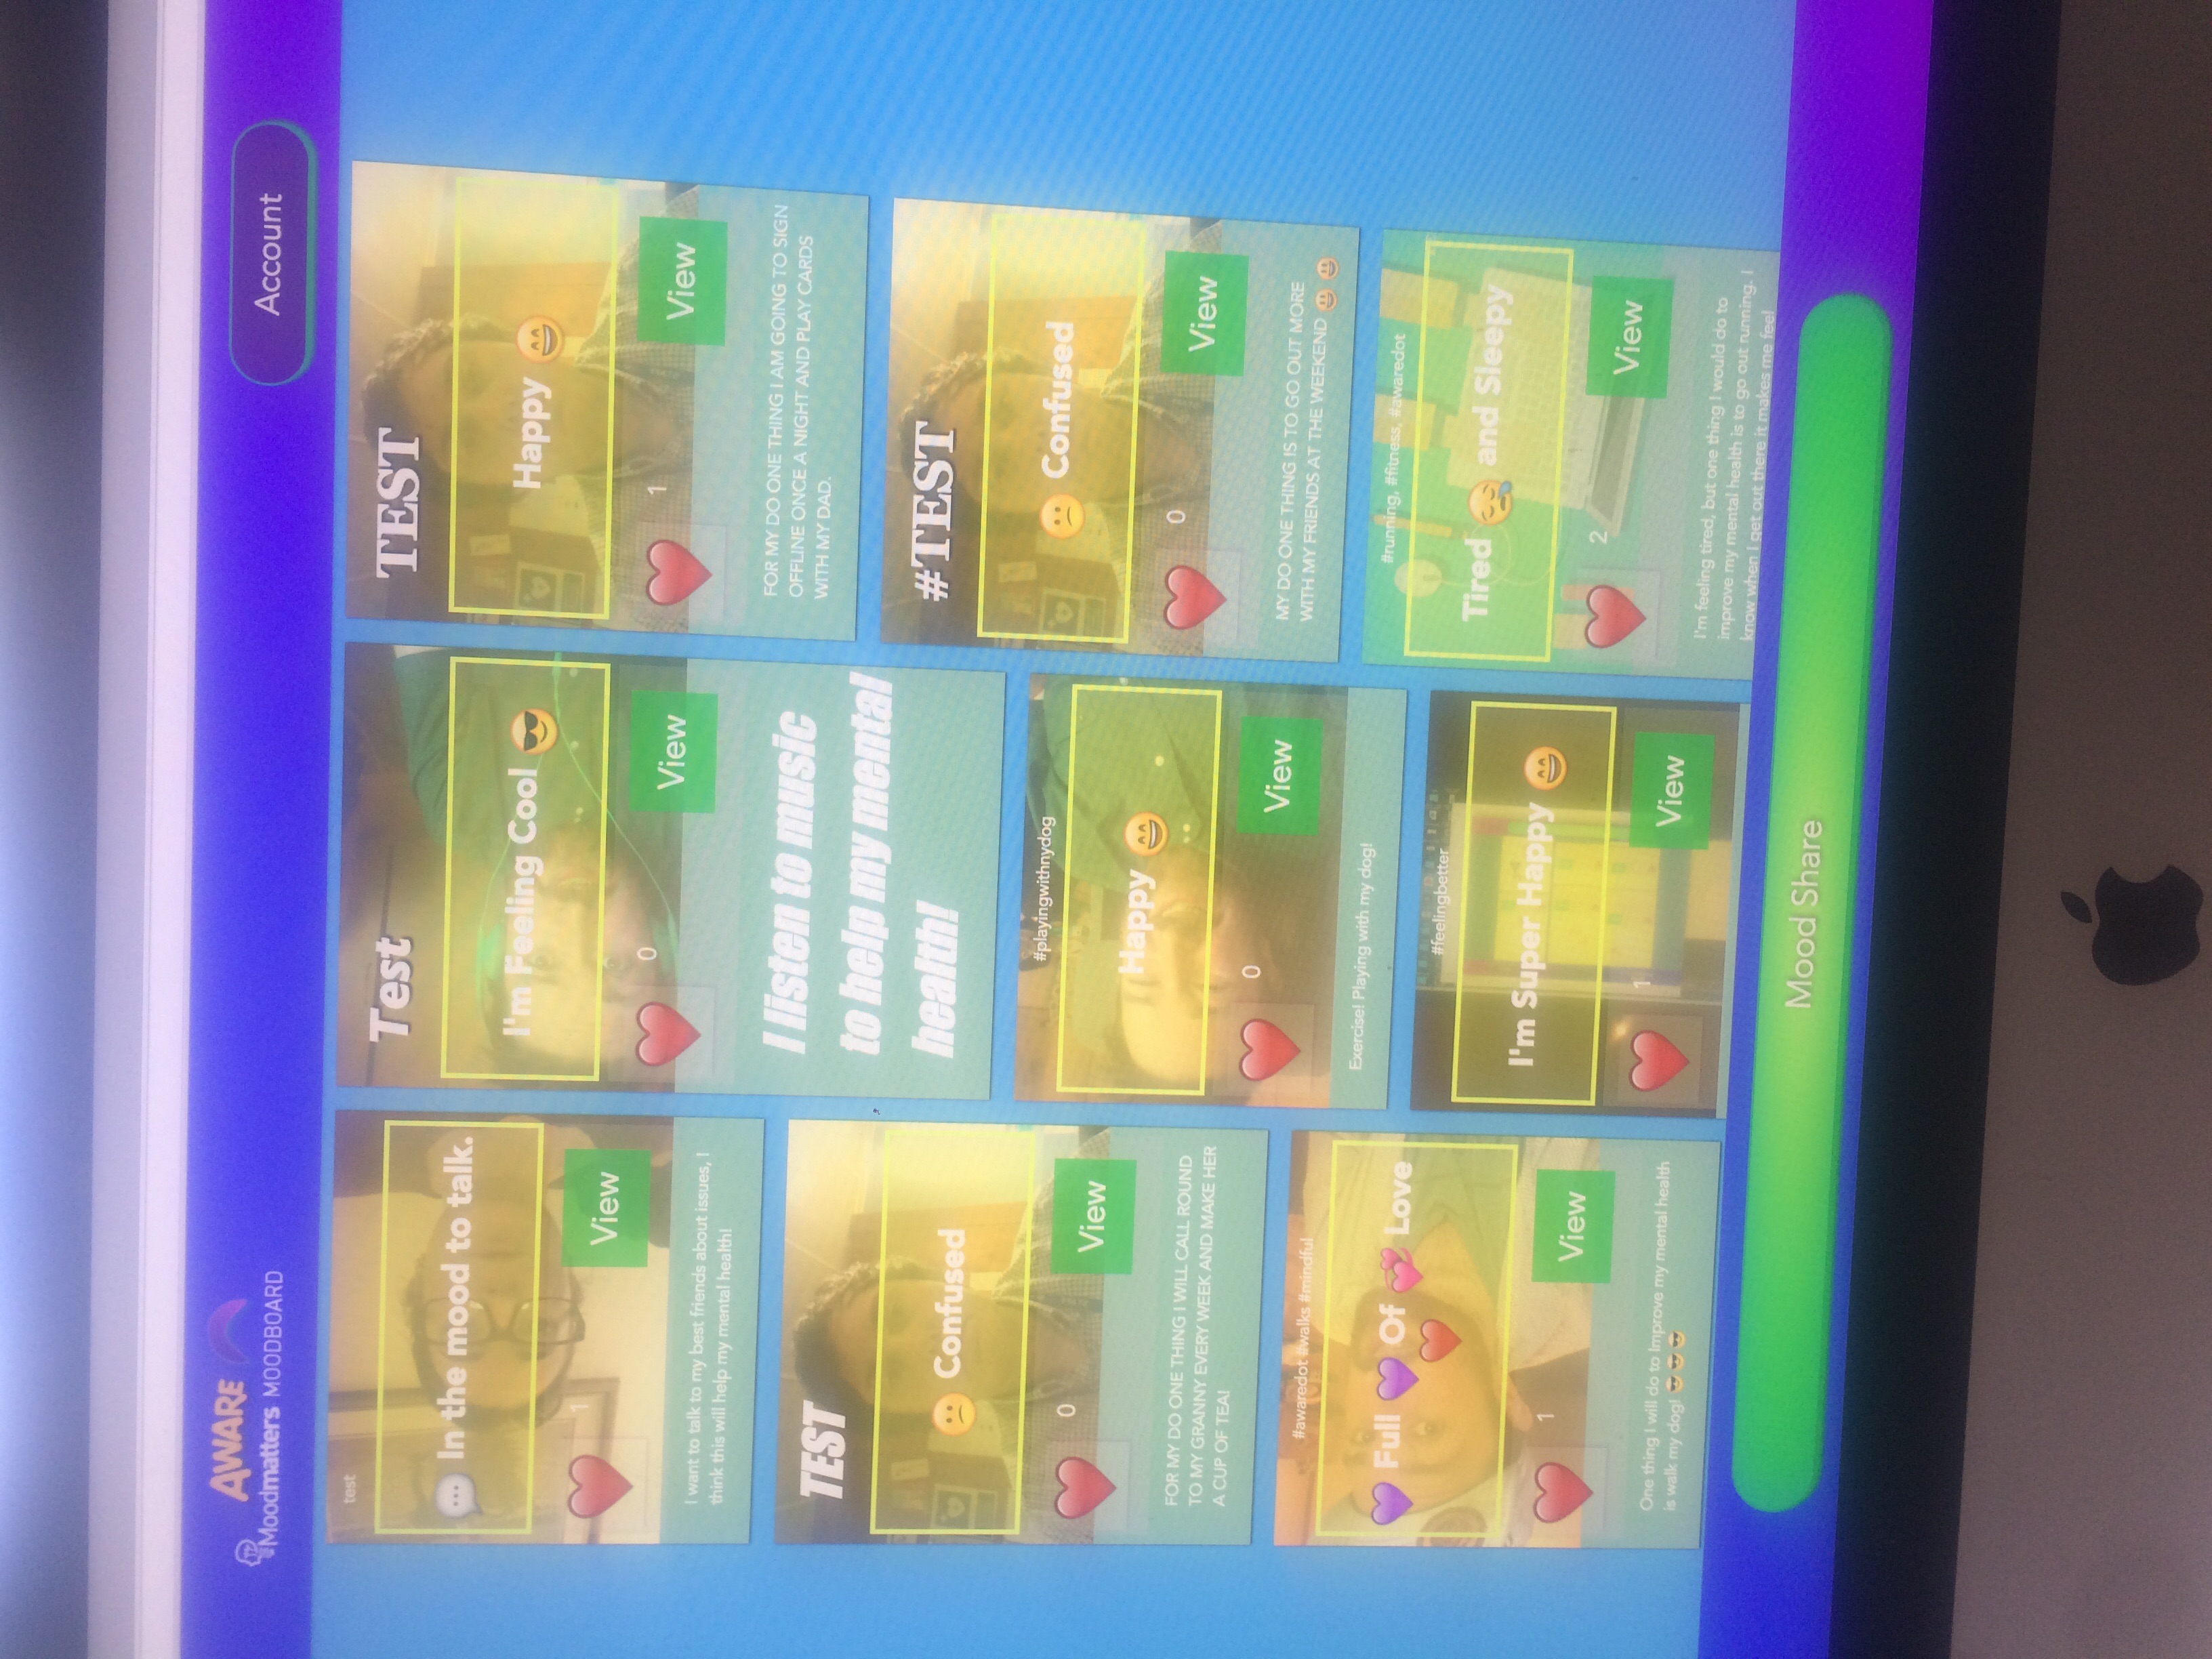 AWARE
Moodmatters MOODBOARD
Account
test
💬 In the mood to talk.
1
View
I want to talk to my best friends about issues, I
think this will help my mental health!
TEST
😕 Confused
0
View
FOR MY DO ONE THING I WILL CALL ROUND
TO MY GRANNY EVERY WEEK AND MAKE HER
A CUP OF TEA!
#awaredot #walks #mindful
💜 Full 💜 Of 💞 Love
❤️
1
View
One thing I will do to Improve my mental health
is walk my dog! 😎 😎 😎
Test
I'm Feeling Cool 😎
0
View
I listen to music
to help my mental
health!
#playingwithnydog
Happy 😄
0
View
Exercise! Playing with my dog!
#feelingbetter
I'm Super Happy 😄
1
View
TEST
Happy 😄
1
View
FOR MY DO ONE THING I AM GOING TO SIGN
OFFLINE ONCE A NIGHT AND PLAY CARDS
WITH MY DAD.
#TEST
😕 Confused
0
View
MY DO ONE THING IS TO GO OUT MORE
WITH MY FRIENDS AT THE WEEKEND 😃 😃
#running, #fitness, #awaredot
Tired 😪 and Sleepy
2
View
I'm feeling tired, but one thing I would do to
improve my mental health is to go out running. I
know when I get out there it makes me feel
Mood Share